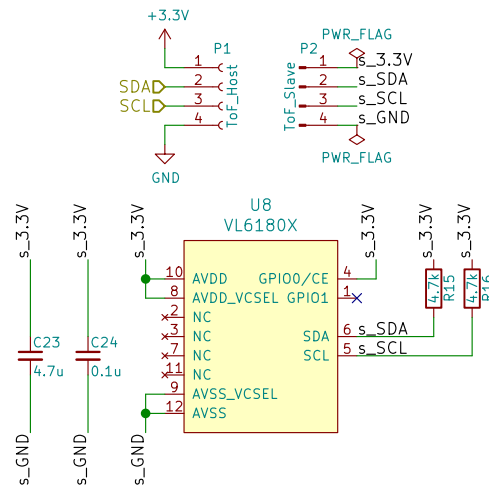 +3.3V
P1
1
2
3
4
ToF_Host
SDA
SCL
GND
PWR_FLAG
P2
1 s_3.3V
2 s_SDA
3 s_SCL
4 s_GND
ToF_Slave
PWR_FLAG
U8
VL6180X
s_3.3V
s_3.3V
s_3.3V
s_3.3V
s_3.3V
s_3.3V
10 AVDD
8 AVDD_VCSEL
2 NC
3 NC
7 NC
11 NC
9 AVSS_VCSEL
12 AVSS
GPIO0/CE 4
GPIO1 1
SDA 6 s_SDA
SCL 5 s_SCL
4.7k
R15
4.7k
R16
C23
4.7u
C24
0.1u
s_GND
s_GND
s_GND